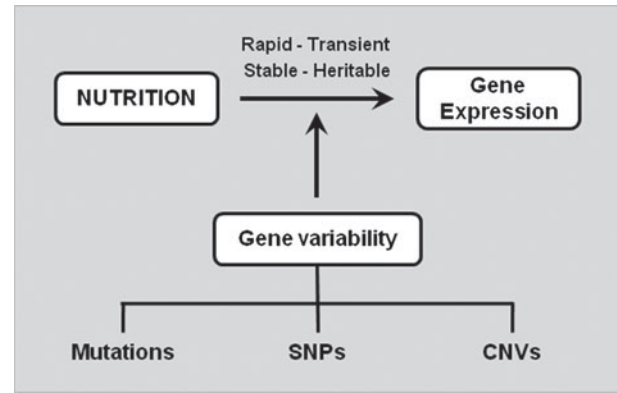 Rapid - Transient
Stable - Heritable
NUTRITION
Gene
Expression
Gene variability
Mutations
SNPs
CNVs